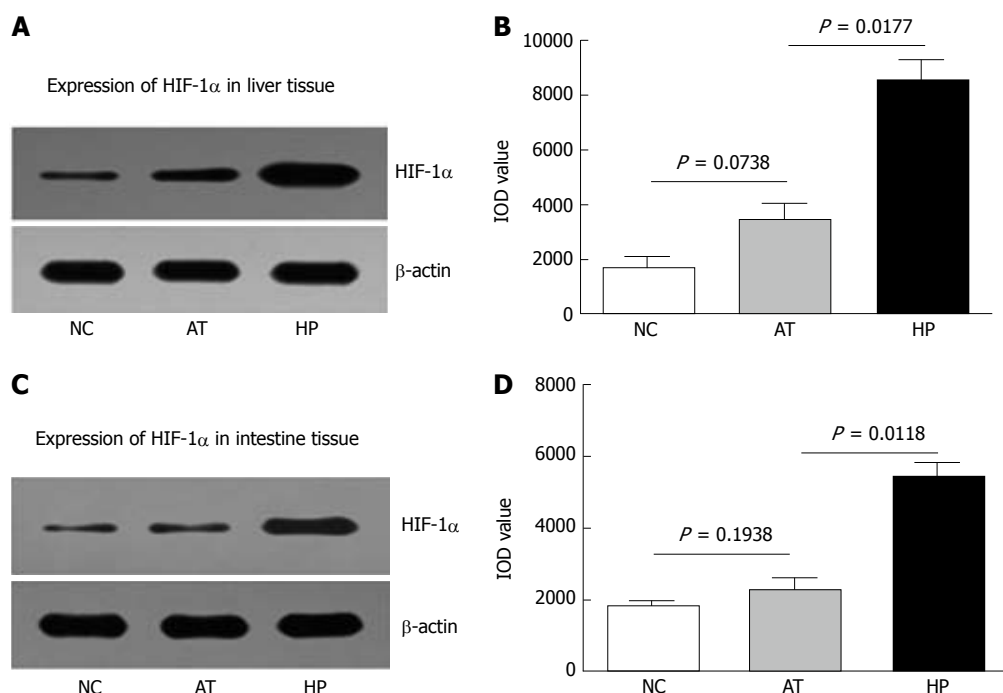 A
Expression of HIF-1α in liver tissue
HIF-1α
β-actin
NC AT HP
B
P = 0.0177
P = 0.0738
IOD value
10000
8000
6000
4000
2000
0
NC AT HP
C
Expression of HIF-1α in intestine tissue
HIF-1α
β-actin
NC AT HP
D
P = 0.0118
P = 0.1938
IOD value
8000
6000
4000
2000
0
NC AT HP